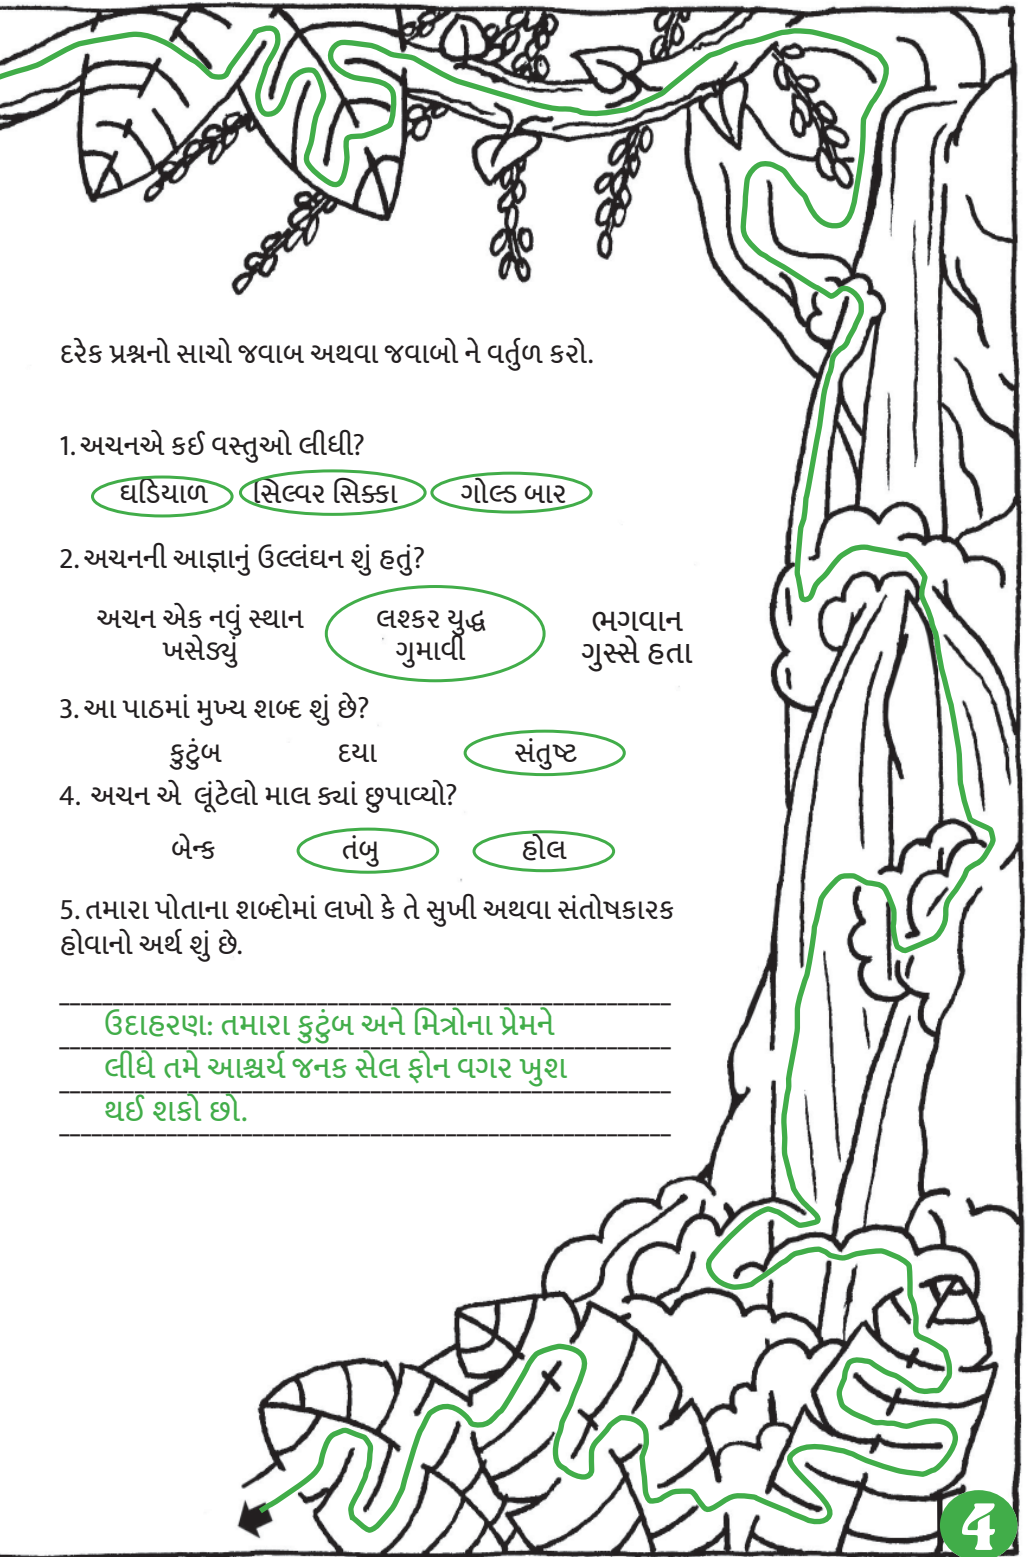 દરેક પ્રશ્નનો સાચો જવાબ અથવા જવાબો ને વર્તુળ કરો.
1. અચનએ કઈ વસ્તુઓ લીધી?
ઘડિયાળ સિલ્વર સિક્કા ગોલ્ડ બાર
2. અચનની આજ્ઞાનું ઉલ્લંઘન શું હતું?
અચન એક નવું સ્થાન ખસેડ્યું
લશ્કર યુદ્ધ ગુમાવી
ભગવાન ગુસ્સે હતા
3. આ પાઠમાં મુખ્ય શબ્દ શું છે?
કુટુંબ દયા સંતુષ્ટ
4. અચન એ લૂંટેલો માલ ક્યાં છુપાવ્યો?
બેન્ક તંબુ હોલ
5. તમારા પોતાના શબ્દોમાં લખો કે તે સુખી અથવા સંતોષકારક
હોવાનો અર્થ શું છે.
ઉદાહરણ: તમારા કુટુંબ અને મિત્રોના પ્રેમને
લીધે તમે આશ્ચર્ય જનક સેલ ફોન વગર ખુશ
થઈ શકો છો.
4